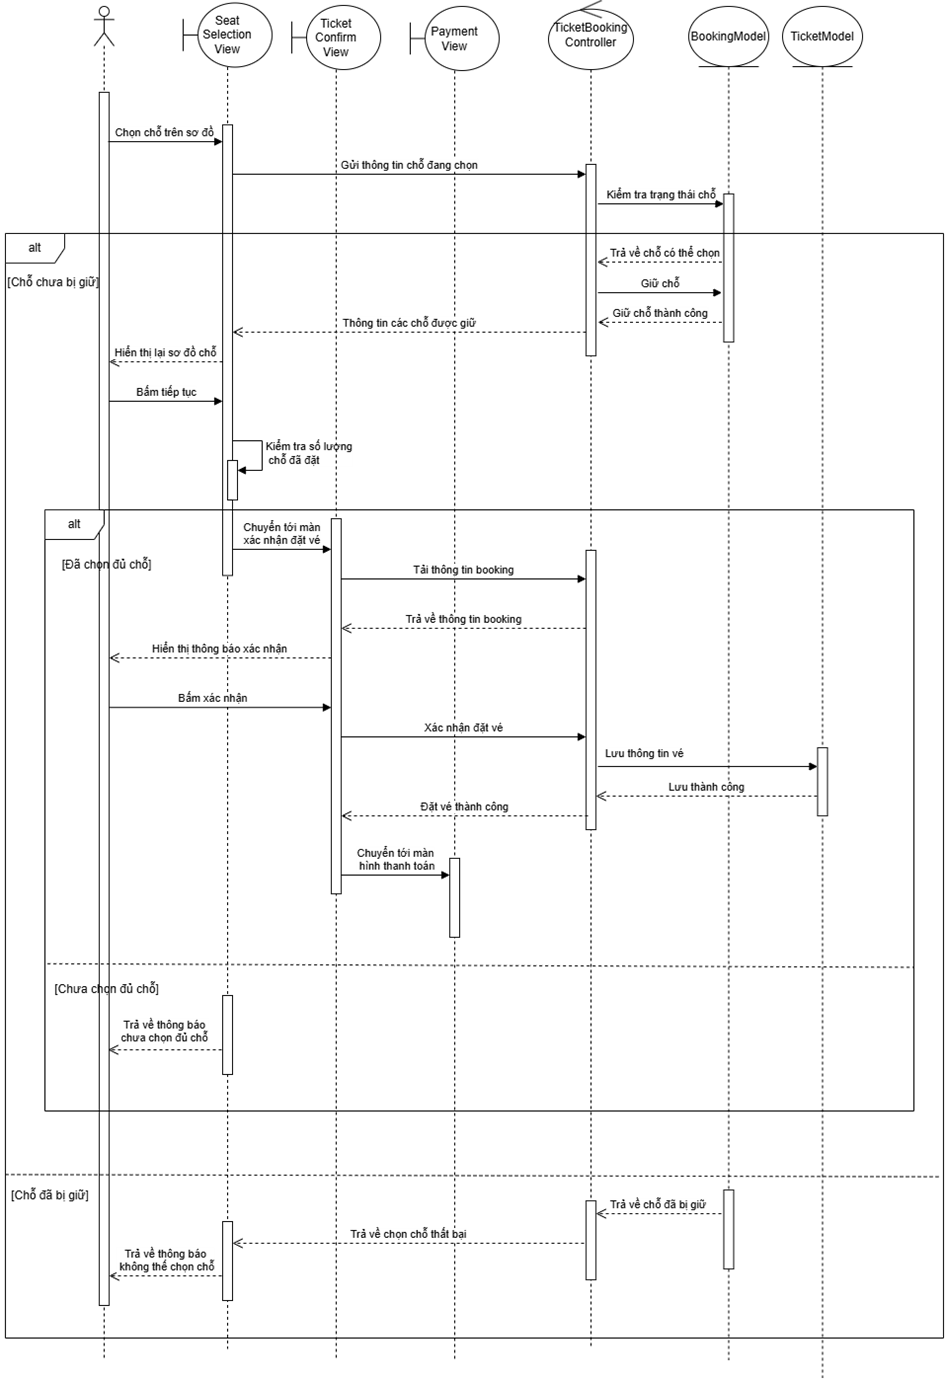 Seat
Selection
View
Ticket
Confirm
View
Payment
View
TicketBooking
Controller
BookingModel
TicketModel
Chọn chỗ trên sơ đồ
Gửi thông tin chỗ đang chọn
Kiểm tra trạng thái chỗ
alt
Trả về chỗ có thể chọn
[Chỗ chưa bị giữ]
Giữ chỗ
Giữ chỗ thành công
Thông tin các chỗ được giữ
Hiển thị lại sơ đồ chỗ
Bấm tiếp tục
Kiểm tra số lượng
chỗ đã đặt
alt
Chuyển tới màn
xác nhận đặt vé
[Đã chọn đủ chỗ]
Tải thông tin booking
Trả về thông tin booking
Hiển thị thông báo xác nhận
Bấm xác nhận
Xác nhận đặt vé
Lưu thông tin vé
Lưu thành công
Đặt vé thành công
Chuyển tới màn
hình thanh toán
[Chưa chọn đủ chỗ]
Trả về thông báo
chưa chọn đủ chỗ
[Chỗ đã bị giữ]
Trả về chỗ đã bị giữ
Trả về chọn chỗ thất bại
Trả về thông báo
không thể chọn chỗ